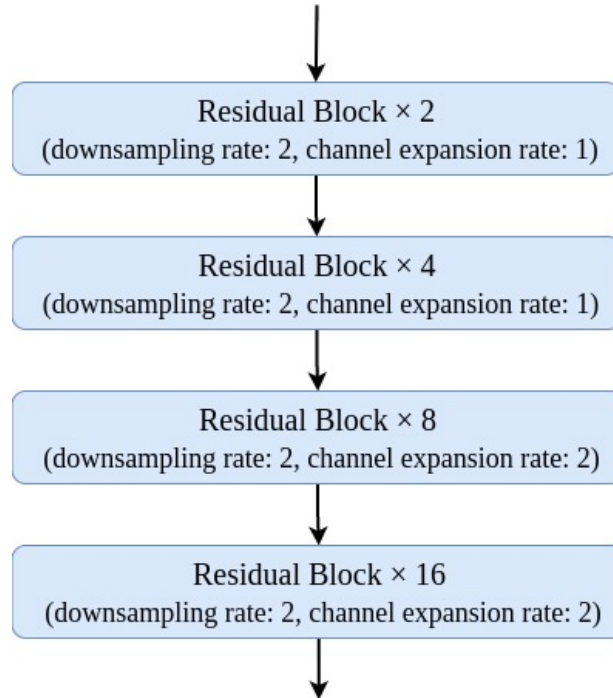 Residual Block × 2
(downsampling rate: 2, channel expansion rate: 1)
Residual Block × 4
(downsampling rate: 2, channel expansion rate: 1)
Residual Block × 8
(downsampling rate: 2, channel expansion rate: 2)
Residual Block × 16
(downsampling rate: 2, channel expansion rate: 2)